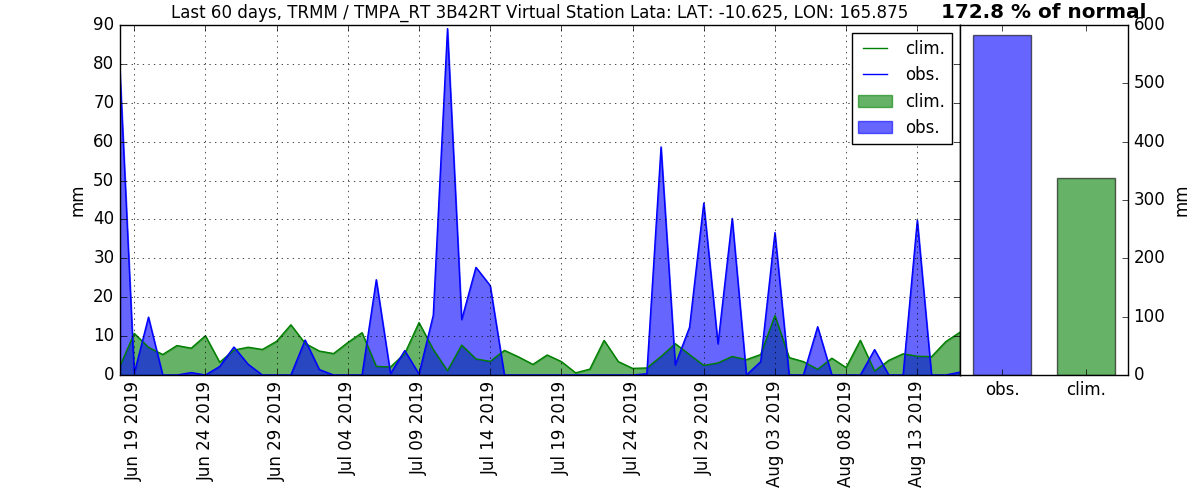 Last 60 days, TRMM / TMPA_RT 3B42RT Virtual Station Lata: LAT: -10.625, LON: 165.875
172.8 % of normal
90
80
70
60
50
40
30
20
10
0
mm
clim.
obs.
clim.
obs.
Jun 19 2019
Jun 24 2019
Jun 29 2019
Jul 04 2019
Jul 09 2019
Jul 14 2019
Jul 19 2019
Jul 24 2019
Jul 29 2019
Aug 03 2019
Aug 08 2019
Aug 13 2019
600
500
400
300
200
100
0
mm
obs.
clim.